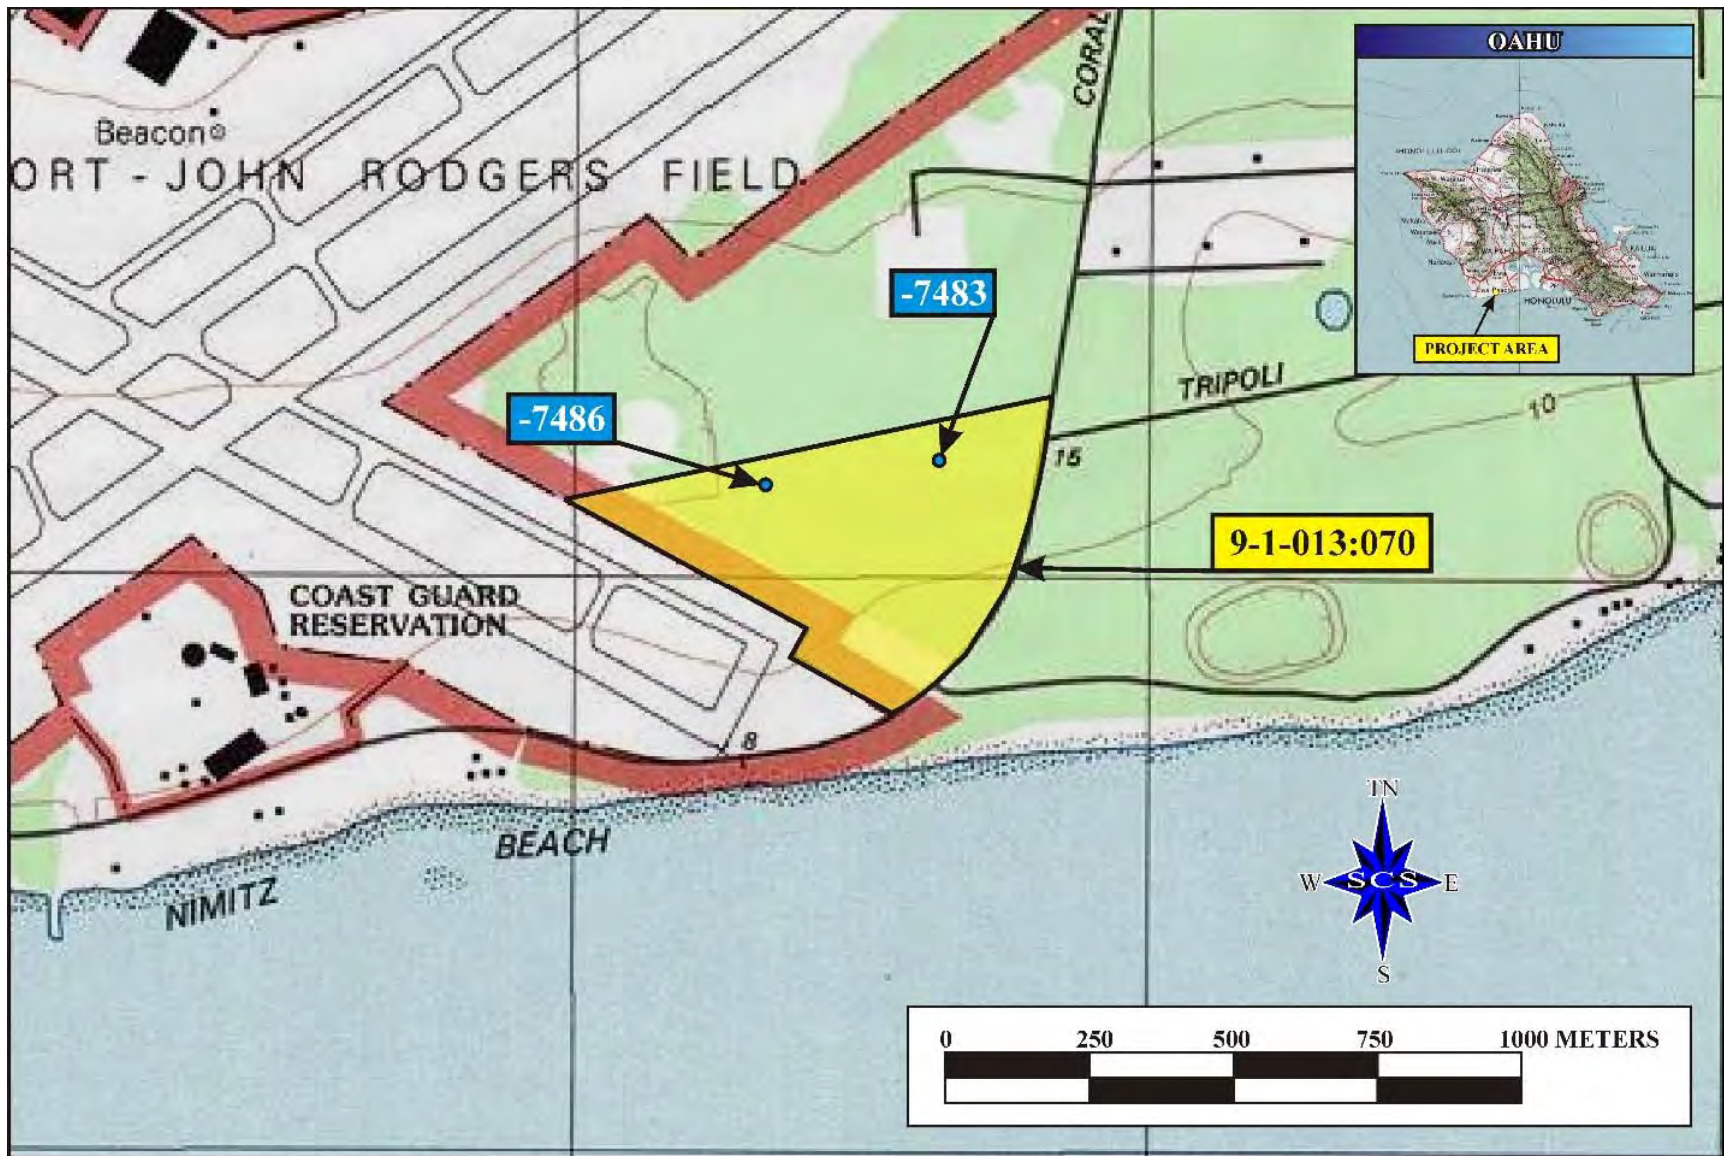 OAHU
CORAL
Beacon
ORT - JOHN RODGERS FIELD
HONOLULU
PROJECT AREA
-7483
TRIPOLI
10
-7486
15
9-1-013:070
COAST GUARD
RESERVATION
8
BEACH
NIMITZ
TN
W SCS E
S
0 250 500 750 1000 METERS